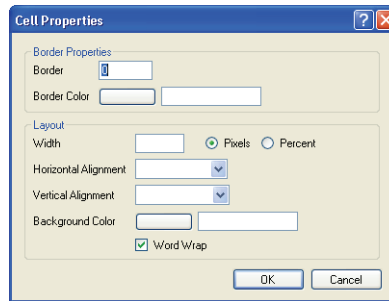 Cell Properties
Border Properties
Border 0
Border Color
Layout
Width Pixels Percent
Horizontal Alignment
Vertical Alignment
Background Color
Word Wrap
OK Cancel